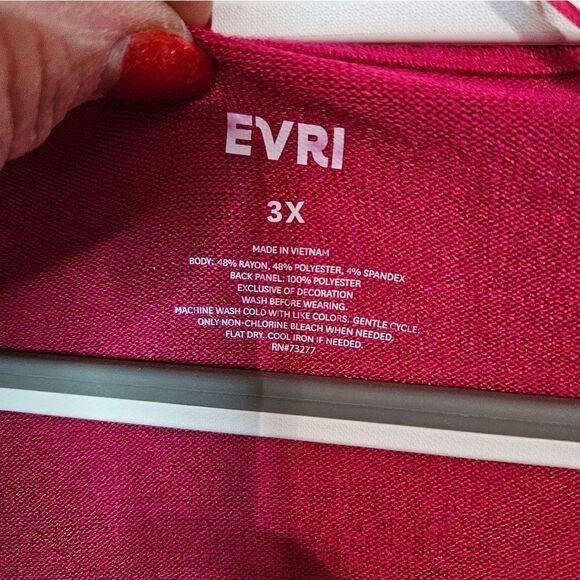 EVRI
3X
MADE IN VIETNAM
BODY: 48% RAYON, 48% POLYESTER, 4% SPANDEX
BACK PANEL: 100% POLYESTER
EXCLUSIVE OF DECORATION
WASH BEFORE WEARING.
MACHINE WASH COLD WITH LIKE COLORS. GENTLE CYCLE.
ONLY NON-CHLORINE BLEACH WHEN NEEDED.
FLAT DRY. COOL IRON IF NEEDED.
RN#73277